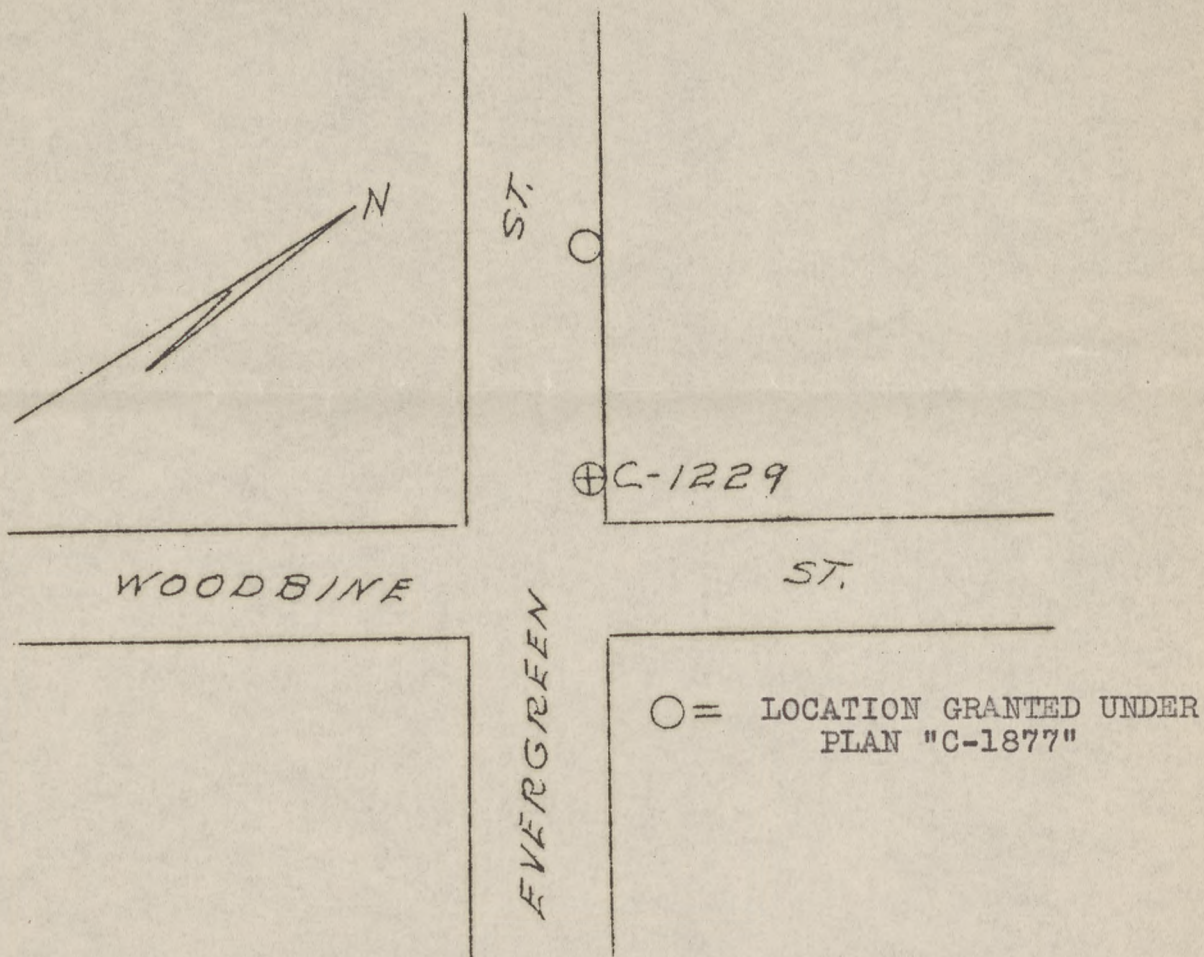 N
ST.
C-1229
WOODBINE ST.
EVERGREEN
= LOCATION GRANTED UNDER
PLAN "C-1877"